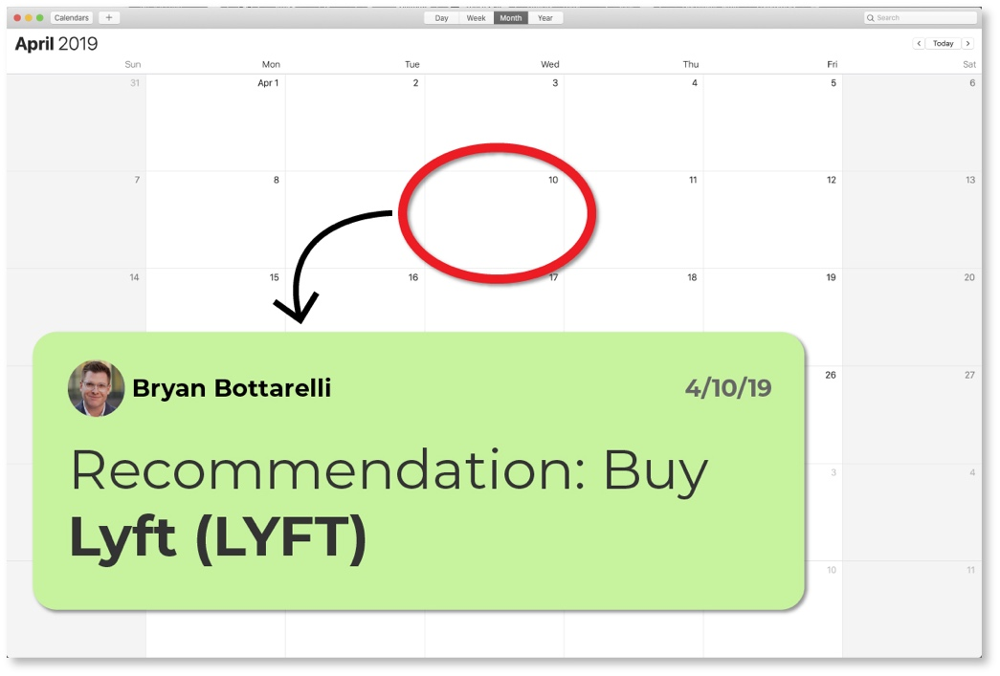 Calendars + Day Week Month Year Search
April 2019 < Today >
Sun Mon Tue Wed Thu Fri Sat
31 Apr 1 2 3 4 5 6
7 8 10 11 12 13
14 15 16 17 18 19 20
26 27
Bryan Bottarelli 4/10/19
3 4
Recommendation: Buy
Lyft (LYFT)
10 11